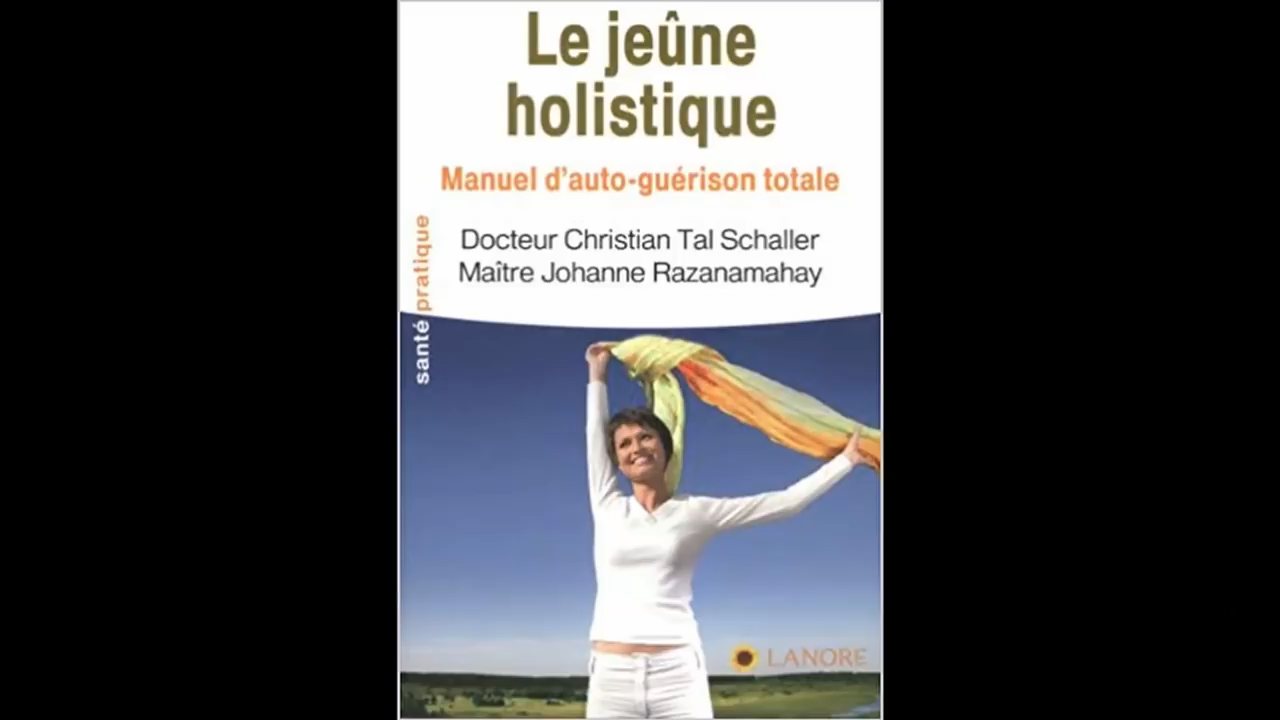 Le jeûne
holistique
Manuel d'auto-guérison totale
Docteur Christian Tal Schaller
Maître Johanne Razanamahay
santé pratique
LANORE